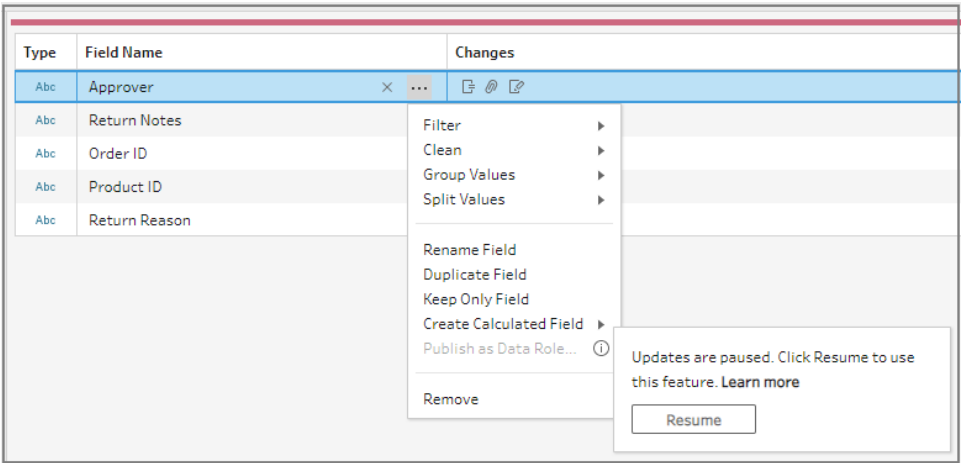 Type Field Name Changes
Abc Approver
Abc Return Notes
Abc Order ID
Abc Product ID
Abc Return Reason
Filter
Clean
Group Values
Split Values
Rename Field
Duplicate Field
Keep Only Field
Create Calculated Field
Publish as Data Role...
Remove
Updates are paused. Click Resume to use
this feature. Learn more
Resume